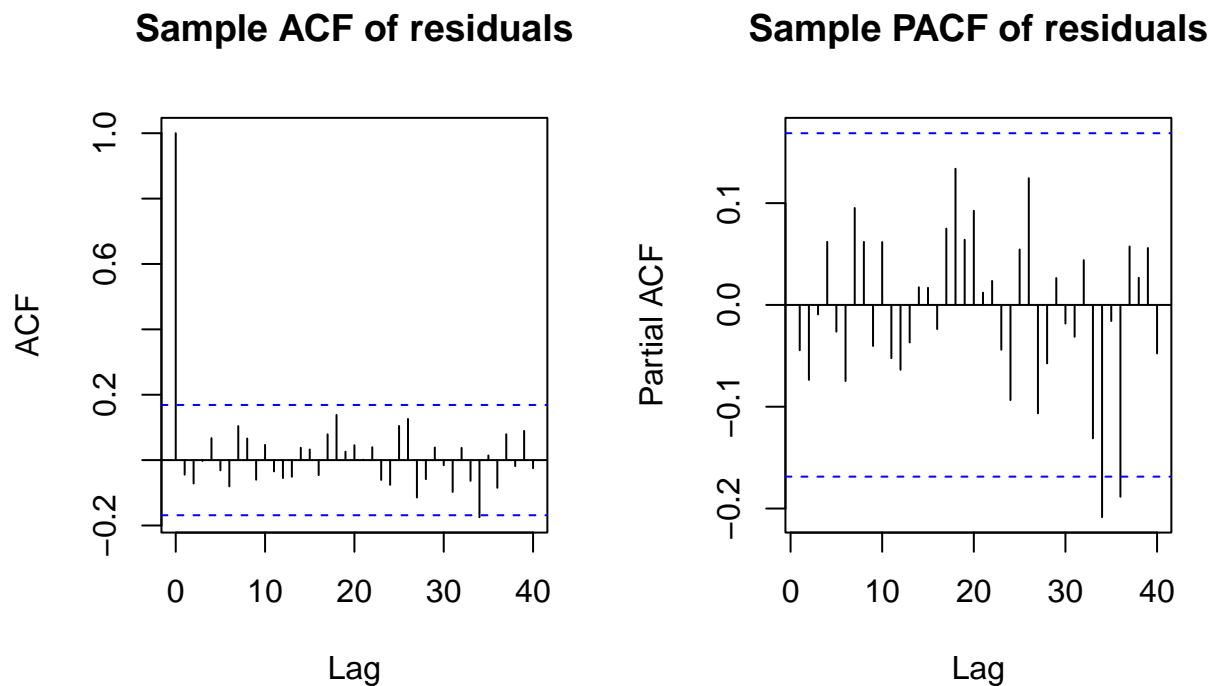 Sample ACF of residuals
ACF
−0.2
0.2
0.6
1.0
0 10 20 30 40
Lag
Sample PACF of residuals
Partial ACF
−0.2
−0.1
0.0
0.1
0 10 20 30 40
Lag